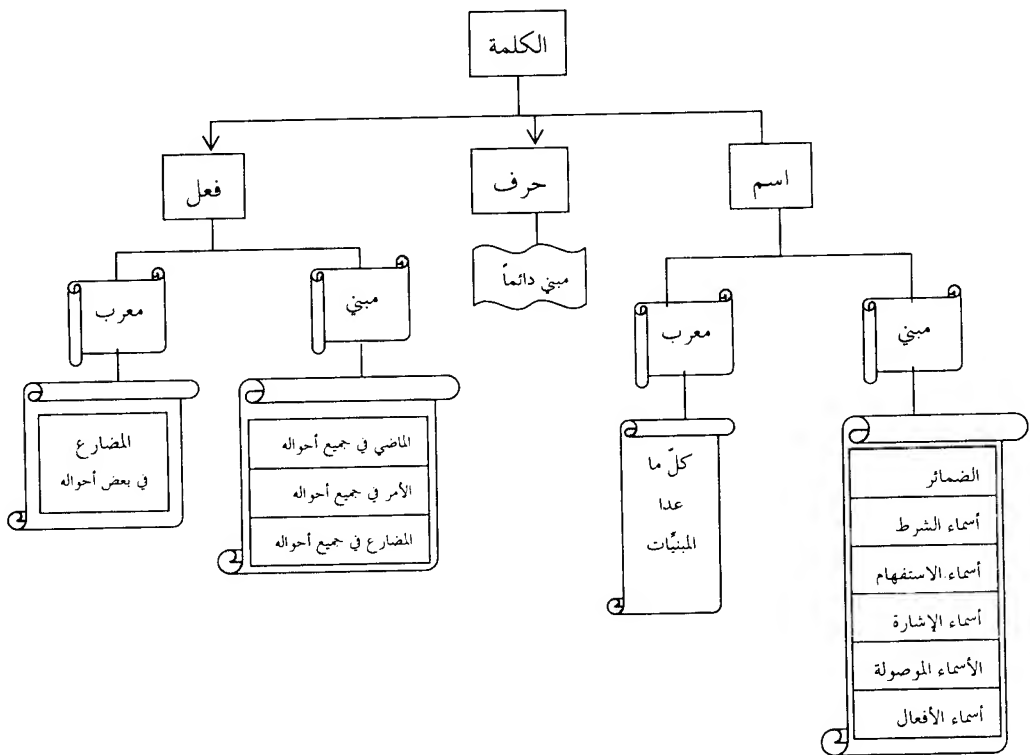 الكلمة
اسم
حرف
فعل
مبني
معرب
مبني دائماً
مبني
معرب
الضمائر
أسماء الشرط
أسماء الاستفهام
أسماء الإشارة
الأسماء الموصولة
أسماء الأفعال
كلّ ما
عدا
المبنيّات
الماضي في جميع أحواله
الأمر في جميع أحواله
المضارع في جميع أحواله
المضارع
في بعض أحواله